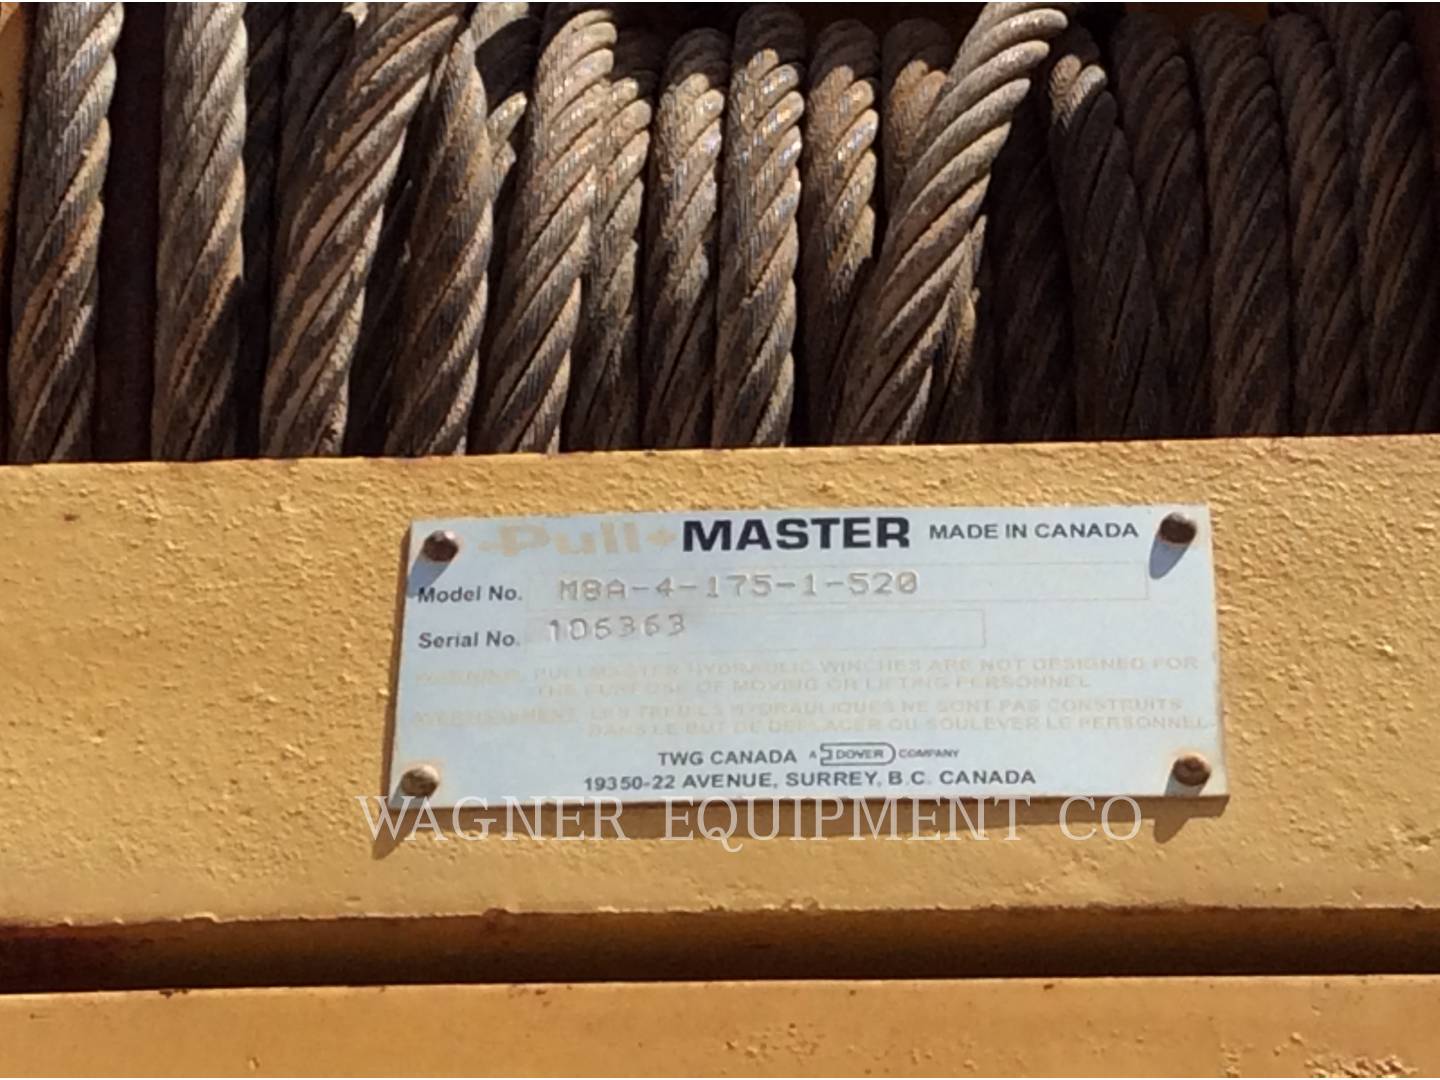 Pull MASTER MADE IN CANADA
Model No. M8A-4-175-1-520
Serial No. 106363
WARNING. PULLMASTER HYDRAULIC WINCHES ARE NOT DESIGNED FOR
THE PURPOSE OF MOVING OR LIFTING PERSONNEL
AVERTISSEMENT. LES TREUILS HYDRAULIQUES NE SONT PAS CONSTRUITS
DANS LE BUT DE DEPLACER OU SOULEVER LE PERSONNEL
TWG CANADA A DOVER COMPANY
19350-22 AVENUE, SURREY, B.C. CANADA
WAGNER EQUIPMENT CO